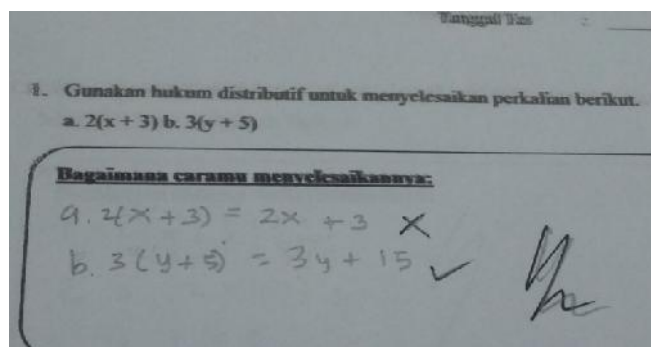 Tanggal Tes :
1. Gunakan hukum distributif untuk menyelesaikan perkalian berikut.
a. 2(x + 3) b. 3(y + 5)
Bagaimana caramu menyelesaikannya:
a. 2(x + 3) = 2x + 3 ×
b. 3 (y + 5) = 3y + 15 ✓